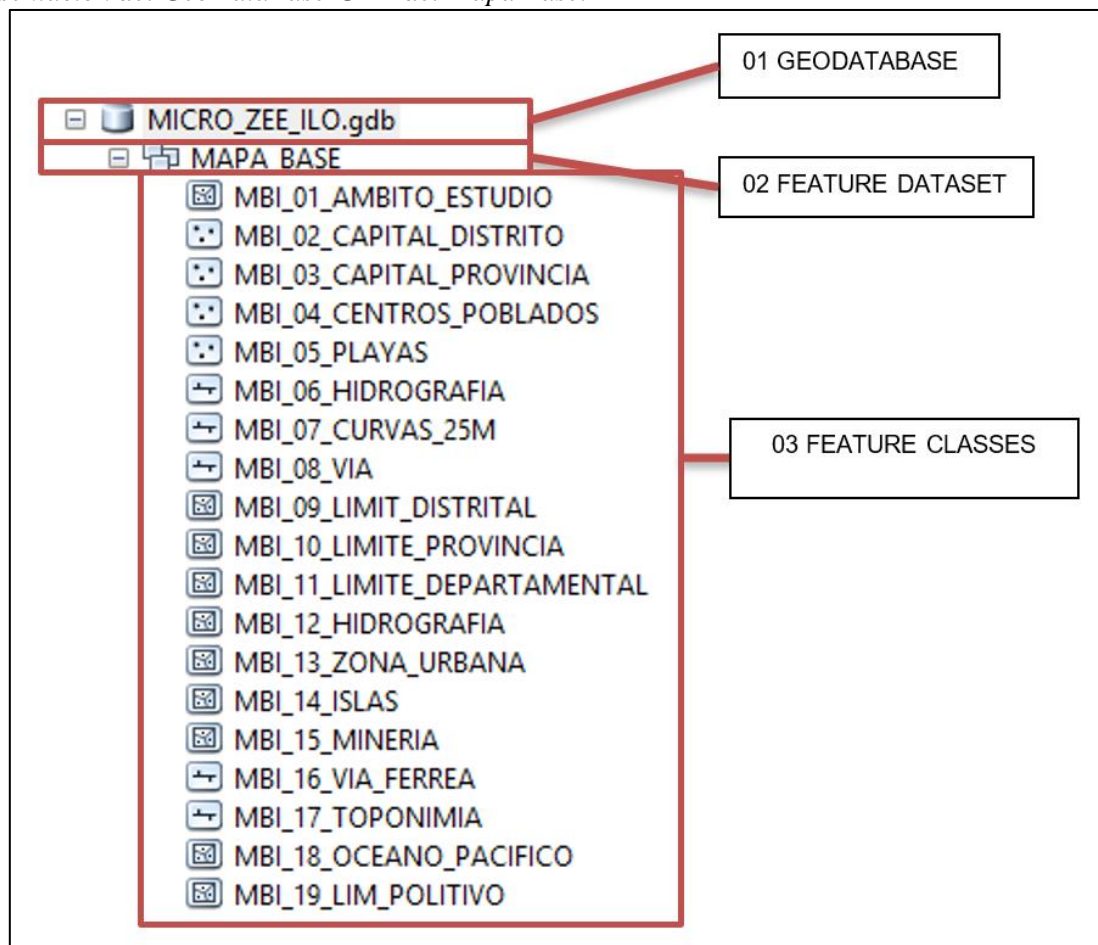 01 GEODATABASE
MICRO_ZEE_ILO.gdb
MAPA_BASE
02 FEATURE DATASET
MBI_01_AMBITO_ESTUDIO
MBI_02_CAPITAL_DISTRITO
MBI_03_CAPITAL_PROVINCIA
MBI_04_CENTROS_POBLADOS
MBI_05_PLAYAS
MBI_06_HIDROGRAFIA
MBI_07_CURVAS_25M
03 FEATURE CLASSES
MBI_08_VIA
MBI_09_LIMIT_DISTRITAL
MBI_10_LIMITE_PROVINCIA
MBI_11_LIMITE_DEPARTAMENTAL
MBI_12_HIDROGRAFIA
MBI_13_ZONA_URBANA
MBI_14_ISLAS
MBI_15_MINERIA
MBI_16_VIA_FERREA
MBI_17_TOPONIMIA
MBI_18_OCEANO_PACIFICO
MBI_19_LIM_POLITIVO